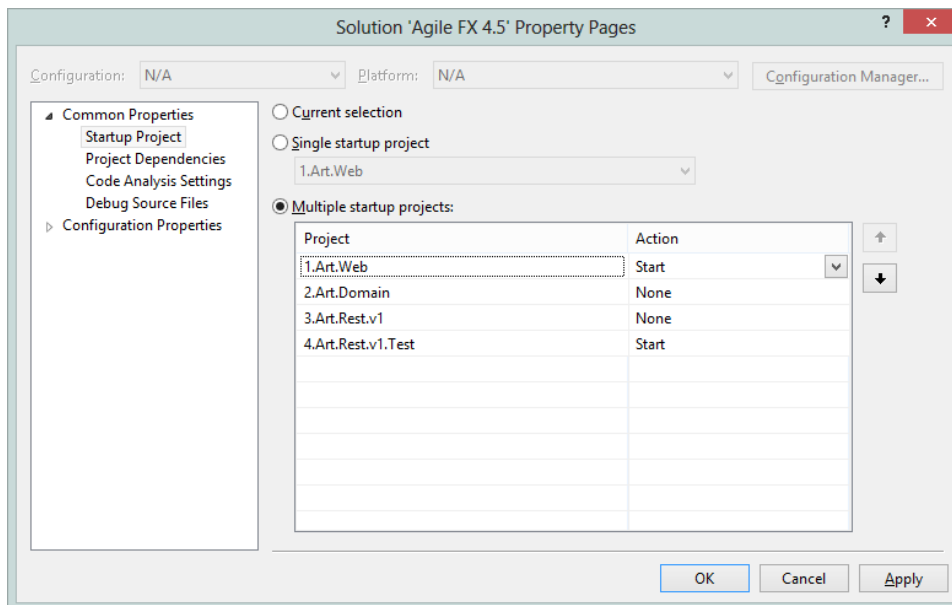 Solution 'Agile FX 4.5' Property Pages
?
Configuration: N/A Platform: N/A Configuration Manager...
Common Properties
Startup Project
Project Dependencies
Code Analysis Settings
Debug Source Files
Configuration Properties
Current selection
Single startup project
1.Art.Web
Multiple startup projects:
Project Action
1.Art.Web Start
2.Art.Domain None
3.Art.Rest.v1 None
4.Art.Rest.v1.Test Start
OK Cancel Apply